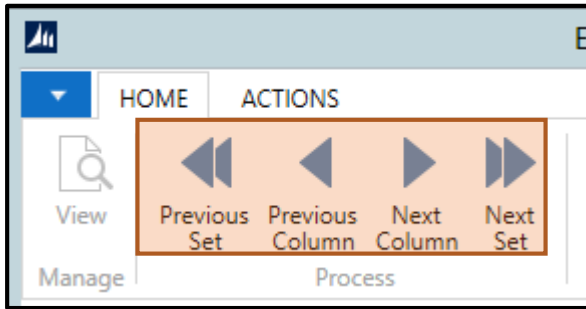 E
HOME ACTIONS
View
Previous Set
Previous Column
Next Column
Next Set
Manage
Process